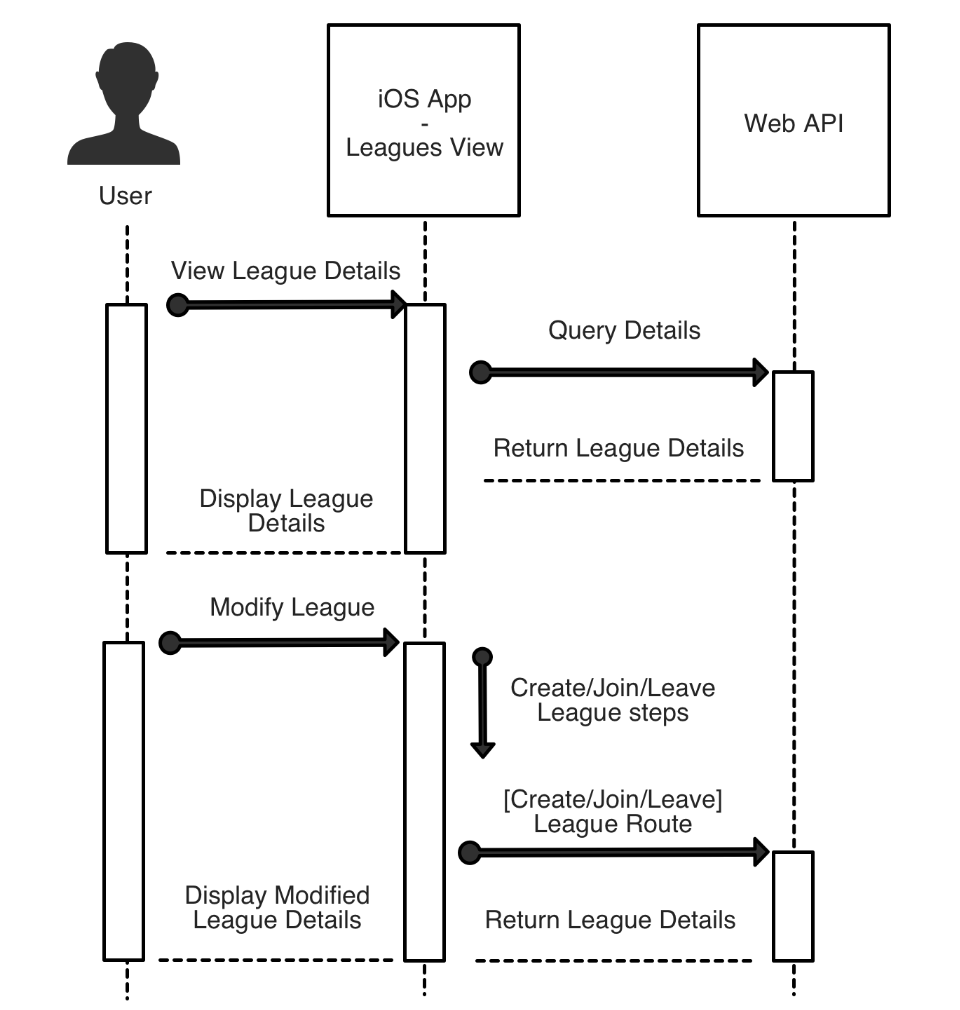 User
iOS App
-
Leagues View
Web API
View League Details
Query Details
Return League Details
Display League
Details
Modify League
Create/Join/Leave
League steps
[Create/Join/Leave]
League Route
Display Modified
League Details
Return League Details